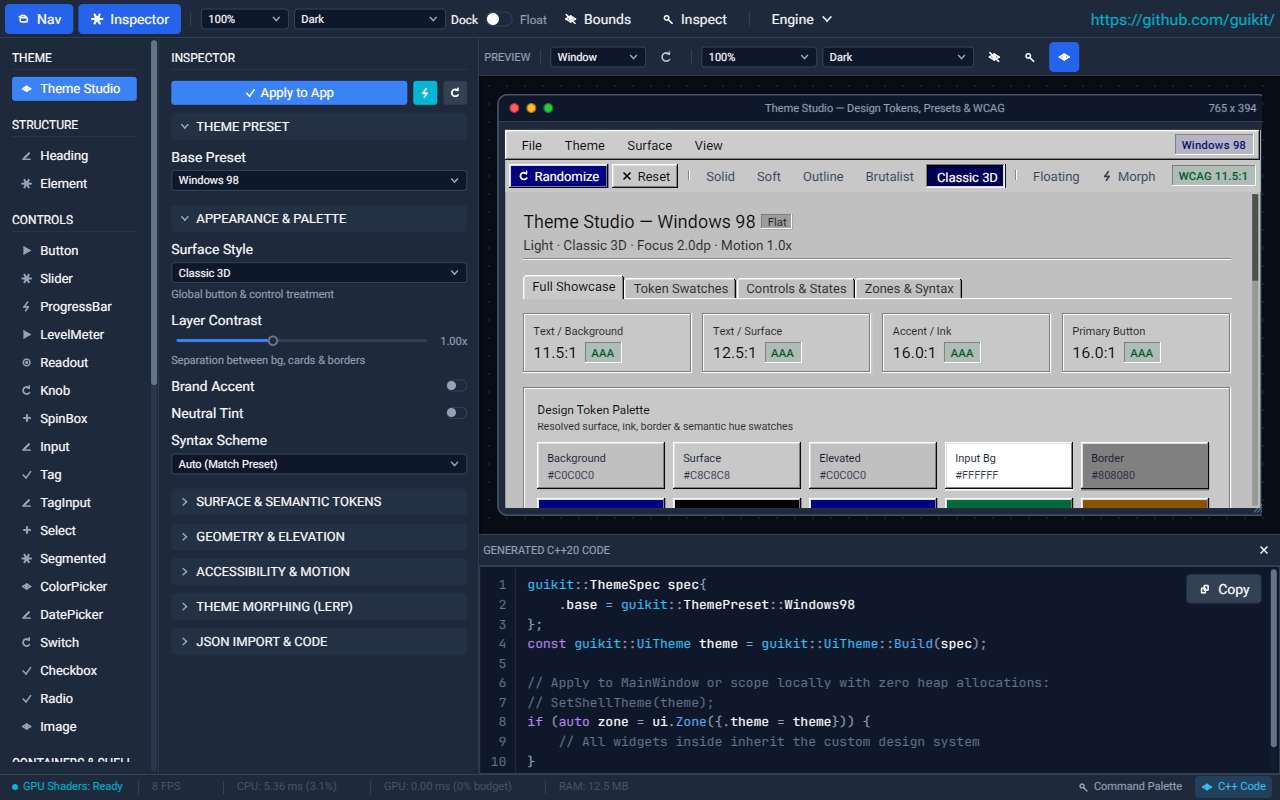 Nav Inspector 100% Dark Dock Float Bounds Inspect Engine https://github.com/guikit/
THEME
Theme Studio
STRUCTURE
Heading
Element
CONTROLS
Button
Slider
ProgressBar
LevelMeter
Readout
Knob
SpinBox
Input
Tag
TagInput
Select
Segmented
ColorPicker
DatePicker
Switch
Checkbox
Radio
Image
CONTAINERS & SHELL
INSPECTOR
Apply to App
THEME PRESET
Base Preset
Windows 98
APPEARANCE & PALETTE
Surface Style
Classic 3D
Global button & control treatment
Layer Contrast
1.00x
Separation between bg, cards & borders
Brand Accent
Neutral Tint
Syntax Scheme
Auto (Match Preset)
SURFACE & SEMANTIC TOKENS
GEOMETRY & ELEVATION
ACCESSIBILITY & MOTION
THEME MORPHING (LERP)
JSON IMPORT & CODE
PREVIEW Window 100% Dark
Theme Studio — Design Tokens, Presets & WCAG 765 x 394
File Theme Surface View Windows 98
Randomize Reset Solid Soft Outline Brutalist Classic 3D Floating Morph WCAG 11.5:1
Theme Studio — Windows 98 Flat
Light · Classic 3D · Focus 2.0dp · Motion 1.0x
Full Showcase Token Swatches Controls & States Zones & Syntax
Text / Background Text / Surface Accent / Ink Primary Button
11.5:1 AAA 12.5:1 AAA 16.0:1 AAA 16.0:1 AAA
Design Token Palette
Resolved surface, ink, border & semantic hue swatches
Background Surface Elevated Input Bg Border
#C0C0C0 #C8C8C8 #C0C0C0 #FFFFFF #808080
GENERATED C++20 CODE
Copy
1 guikit::ThemeSpec spec{
2 .base = guikit::ThemePreset::Windows98
3 };
4 const guikit::UiTheme theme = guikit::UiTheme::Build(spec);
5
6 // Apply to MainWindow or scope locally with zero heap allocations:
7 // SetShellTheme(theme);
8 if (auto zone = ui.Zone({.theme = theme})) {
9 // All widgets inside inherit the custom design system
10 }
GPU Shaders: Ready 8 FPS CPU: 5.36 ms (3.1%) GPU: 0.00 ms (0% budget) RAM: 12.5 MB Command Palette C++ Code